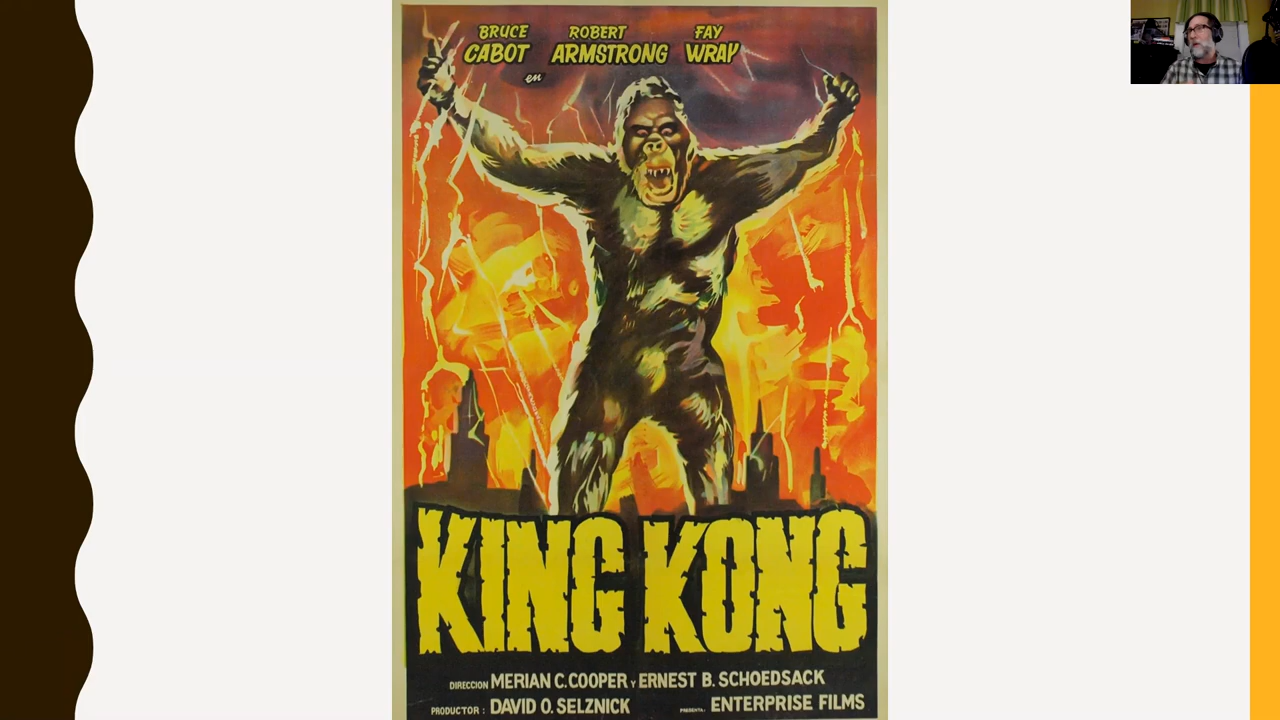 BRUCE ROBERT FAY
CABOT ARMSTRONG WRAY
en
KING KONG
DIRECCION MERIAN C. COOPER Y ERNEST B. SCHOEDSACK
PRODUCTOR: DAVID O. SELZNICK PRESENTA: ENTERPRISE FILMS